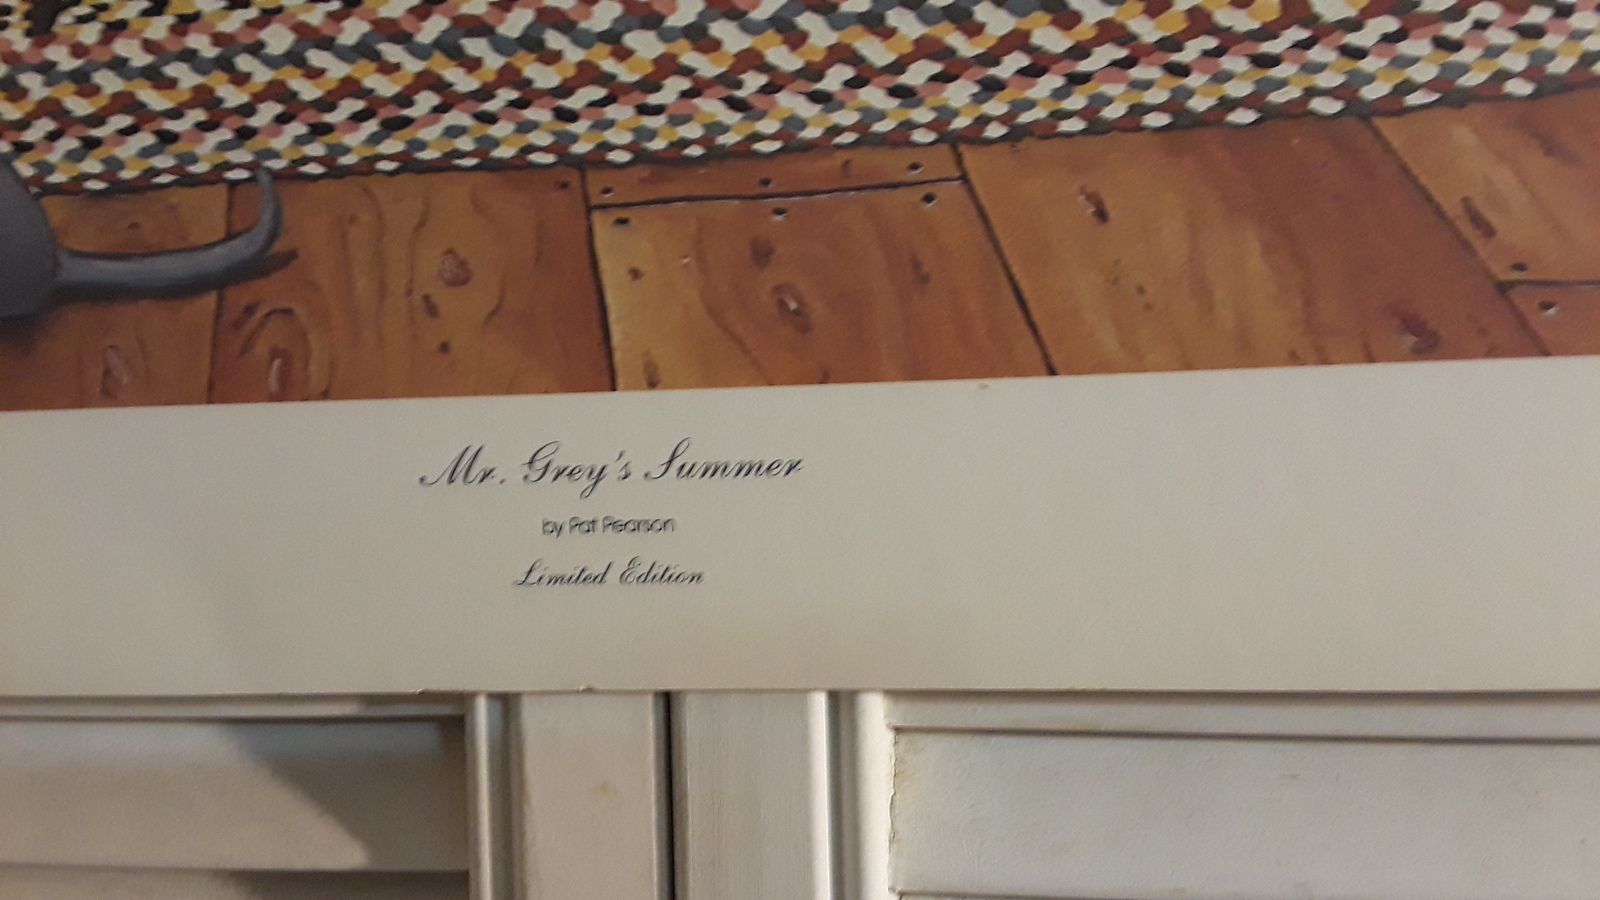 Mr. Grey's Summer
by Pat Pearson
Limited Edition